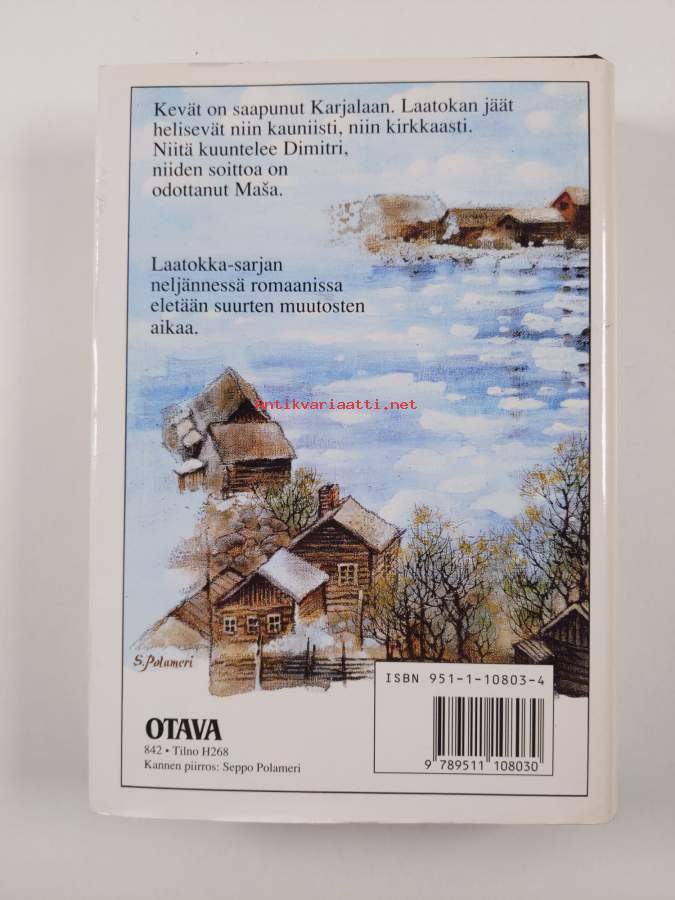 Kevät on saapunut Karjalaan. Laatokan jäät
helisevät niin kauniisti, niin kirkkaasti.
Niitä kuuntelee Dimitri,
niiden soittoa on
odottanut Maša.
Laatokka-sarjan
neljännessä romaanissa
eletään suurten muutosten
aikaa.
Antikvariaatti.net
S.Polameri
ISBN 951-1-10803-4
9 789511 108030
OTAVA
842 • Tilno H268
Kannen piirros: Seppo Polameri